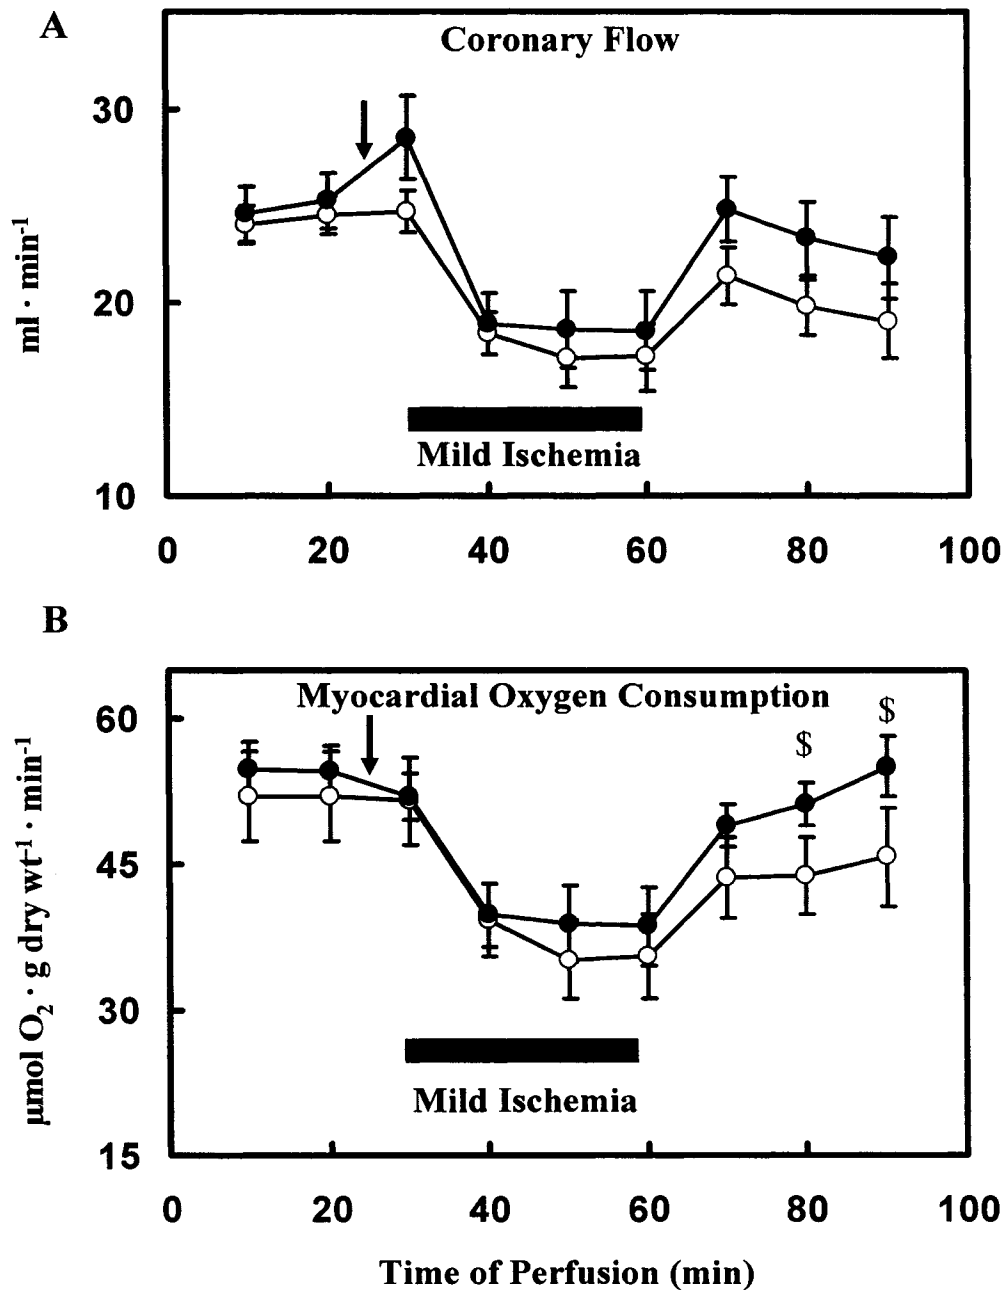 A
Coronary Flow
30
20
10
ml · min⁻¹
Mild Ischemia
0 20 40 60 80 100
B
Myocardial Oxygen Consumption
$
$
60
45
30
15
μmol O₂ · g dry wt⁻¹ · min⁻¹
Mild Ischemia
0 20 40 60 80 100
Time of Perfusion (min)